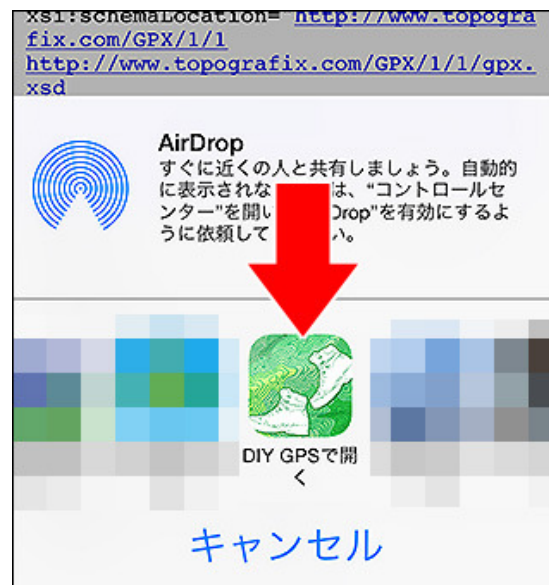 xsi:schemaLocation="http://www.topogra
fix.com/GPX/1/1
http://www.topografix.com/GPX/1/1/gpx.
xsd
AirDrop
すぐに近くの人と共有しましょう。自動的
に表示されな は、“コントロールセ
ンター”を開い Drop”を有効にするよ
うに依頼して い。
DIY GPSで開
く
キャンセル